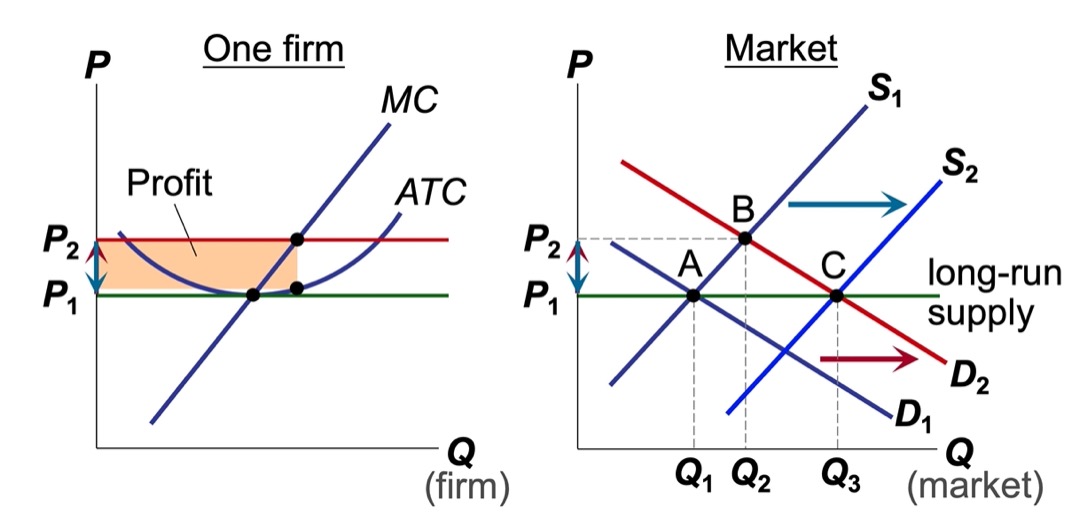 One firm
P
MC
Profit
ATC
P2
P1
Q
(firm)
Market
P
S1
S2
B
P2
A
C
P1
long-run
supply
D2
D1
Q1
Q2
Q3
Q
(market)